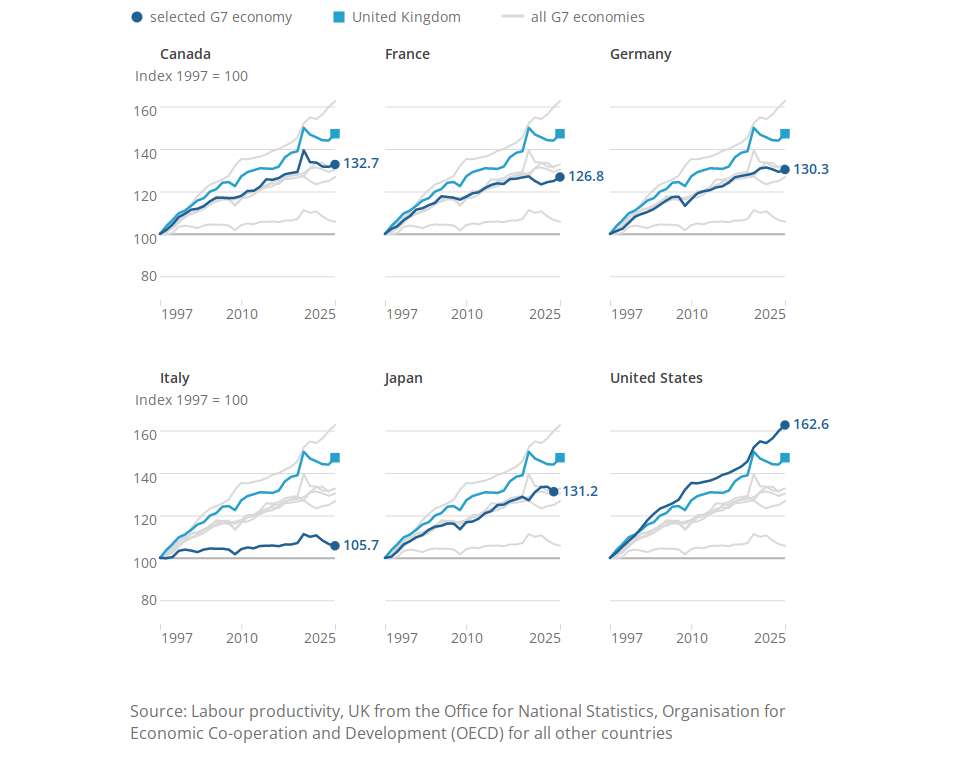 selected G7 economy United Kingdom all G7 economies
Canada France Germany
Index 1997 = 100
160
140
132.7 126.8 130.3
120
100
80
1997 2010 2025 1997 2010 2025 1997 2010 2025
Italy Japan United States
Index 1997 = 100
162.6
160
140
131.2
120
105.7
100
80
1997 2010 2025 1997 2010 2025 1997 2010 2025
Source: Labour productivity, UK from the Office for National Statistics, Organisation for
Economic Co-operation and Development (OECD) for all other countries